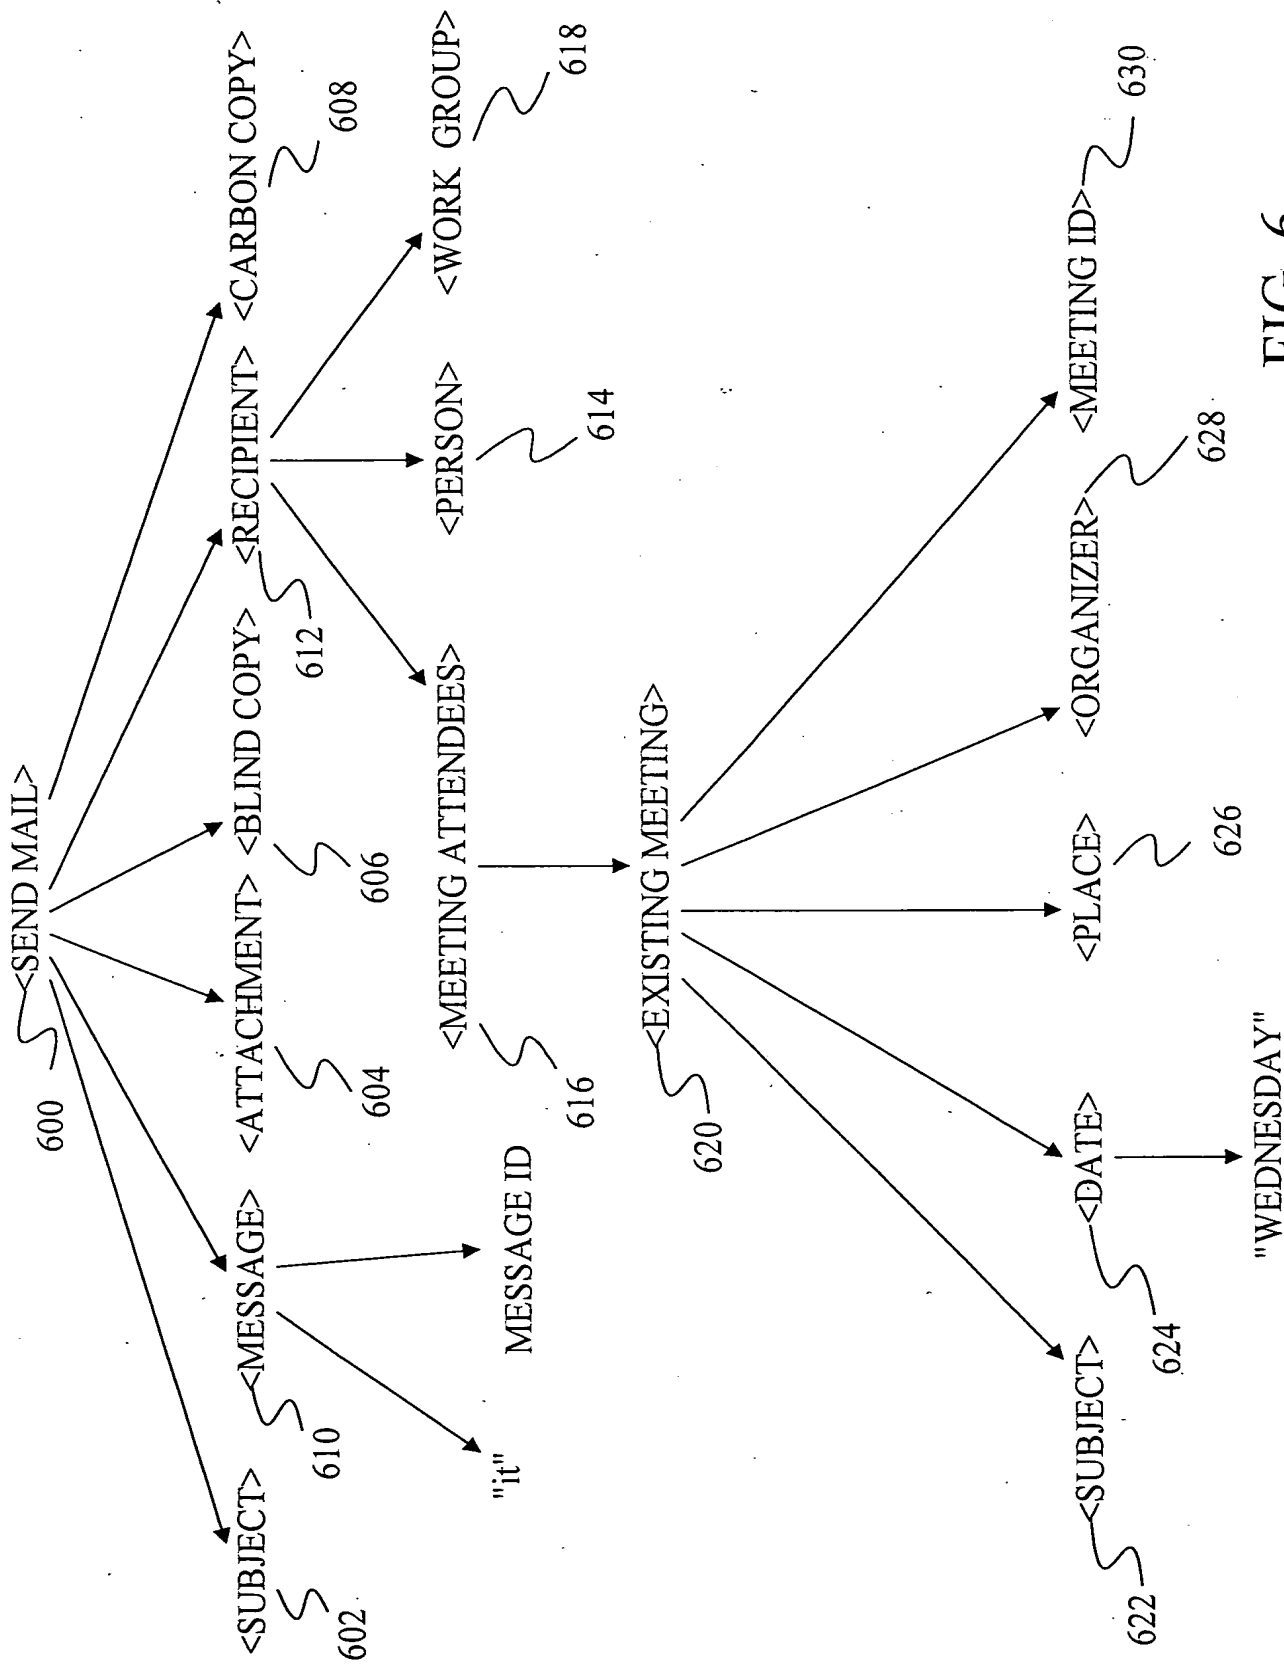 <SEND MAIL>
600
<SUBJECT>
<MESSAGE>
<ATTACHMENT>
<BLIND COPY>
<RECIPIENT>
<CARBON COPY>
602
610
604
606
612
608
"it"
MESSAGE ID
<MEETING ATTENDEES>
<PERSON>
<WORK GROUP>
616
614
618
<EXISTING MEETING>
620
<SUBJECT>
<DATE>
<PLACE>
<ORGANIZER>
<MEETING ID>
622
624
626
628
630
"WEDNESDAY"
FIG. 6